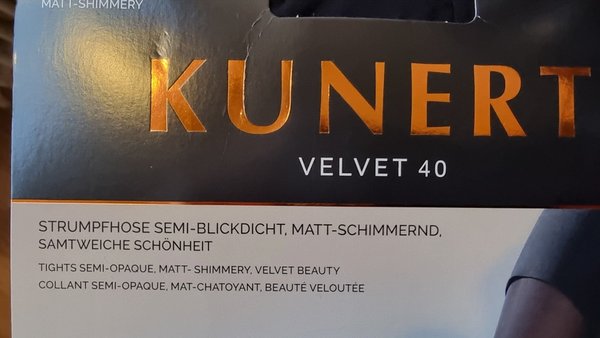 MATT-SHIMMERY
KUNERT
VELVET 40
STRUMPFHOSE SEMI-BLICKDICHT, MATT-SCHIMMERND,
SAMTWEICHE SCHÖNHEIT
TIGHTS SEMI-OPAQUE, MATT- SHIMMERY, VELVET BEAUTY
COLLANT SEMI-OPAQUE, MAT-CHATOYANT, BEAUTÉ VELOUTÉE